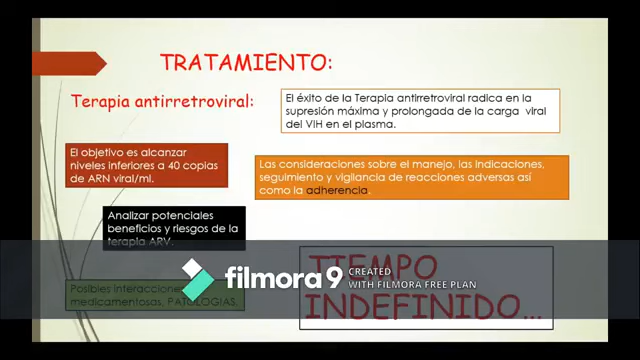 TRATAMIENTO:
Terapia antirretroviral:
El éxito de la Terapia antirretroviral radica en la
supresión máxima y prolongada de la carga viral
del VIH en el plasma.
El objetivo es alcanzar
niveles inferiores a 40 copias
de ARN viral/ml.
Las consideraciones sobre el manejo, las indicaciones,
seguimiento y vigilancia de reacciones adversas así
como la adherencia.
Analizar potenciales
beneficios y riesgos de la
terapia ARV.
TIEMPO
INDEFINIDO...
Posibles interacciones
medicamentosas, PATOLOGIAS.
filmora9
CREATED
WITH FILMORA FREE PLAN